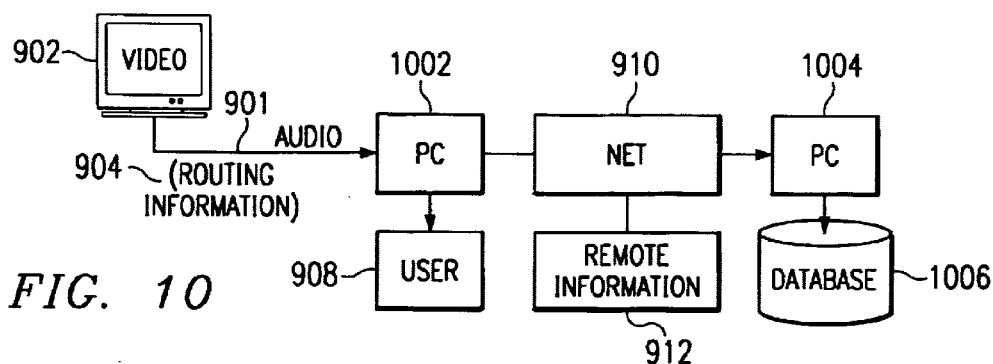 902
VIDEO
901
AUDIO
904
(ROUTING
INFORMATION)
1002
PC
910
NET
1004
PC
908
USER
REMOTE
INFORMATION
912
DATABASE
1006
FIG. 10